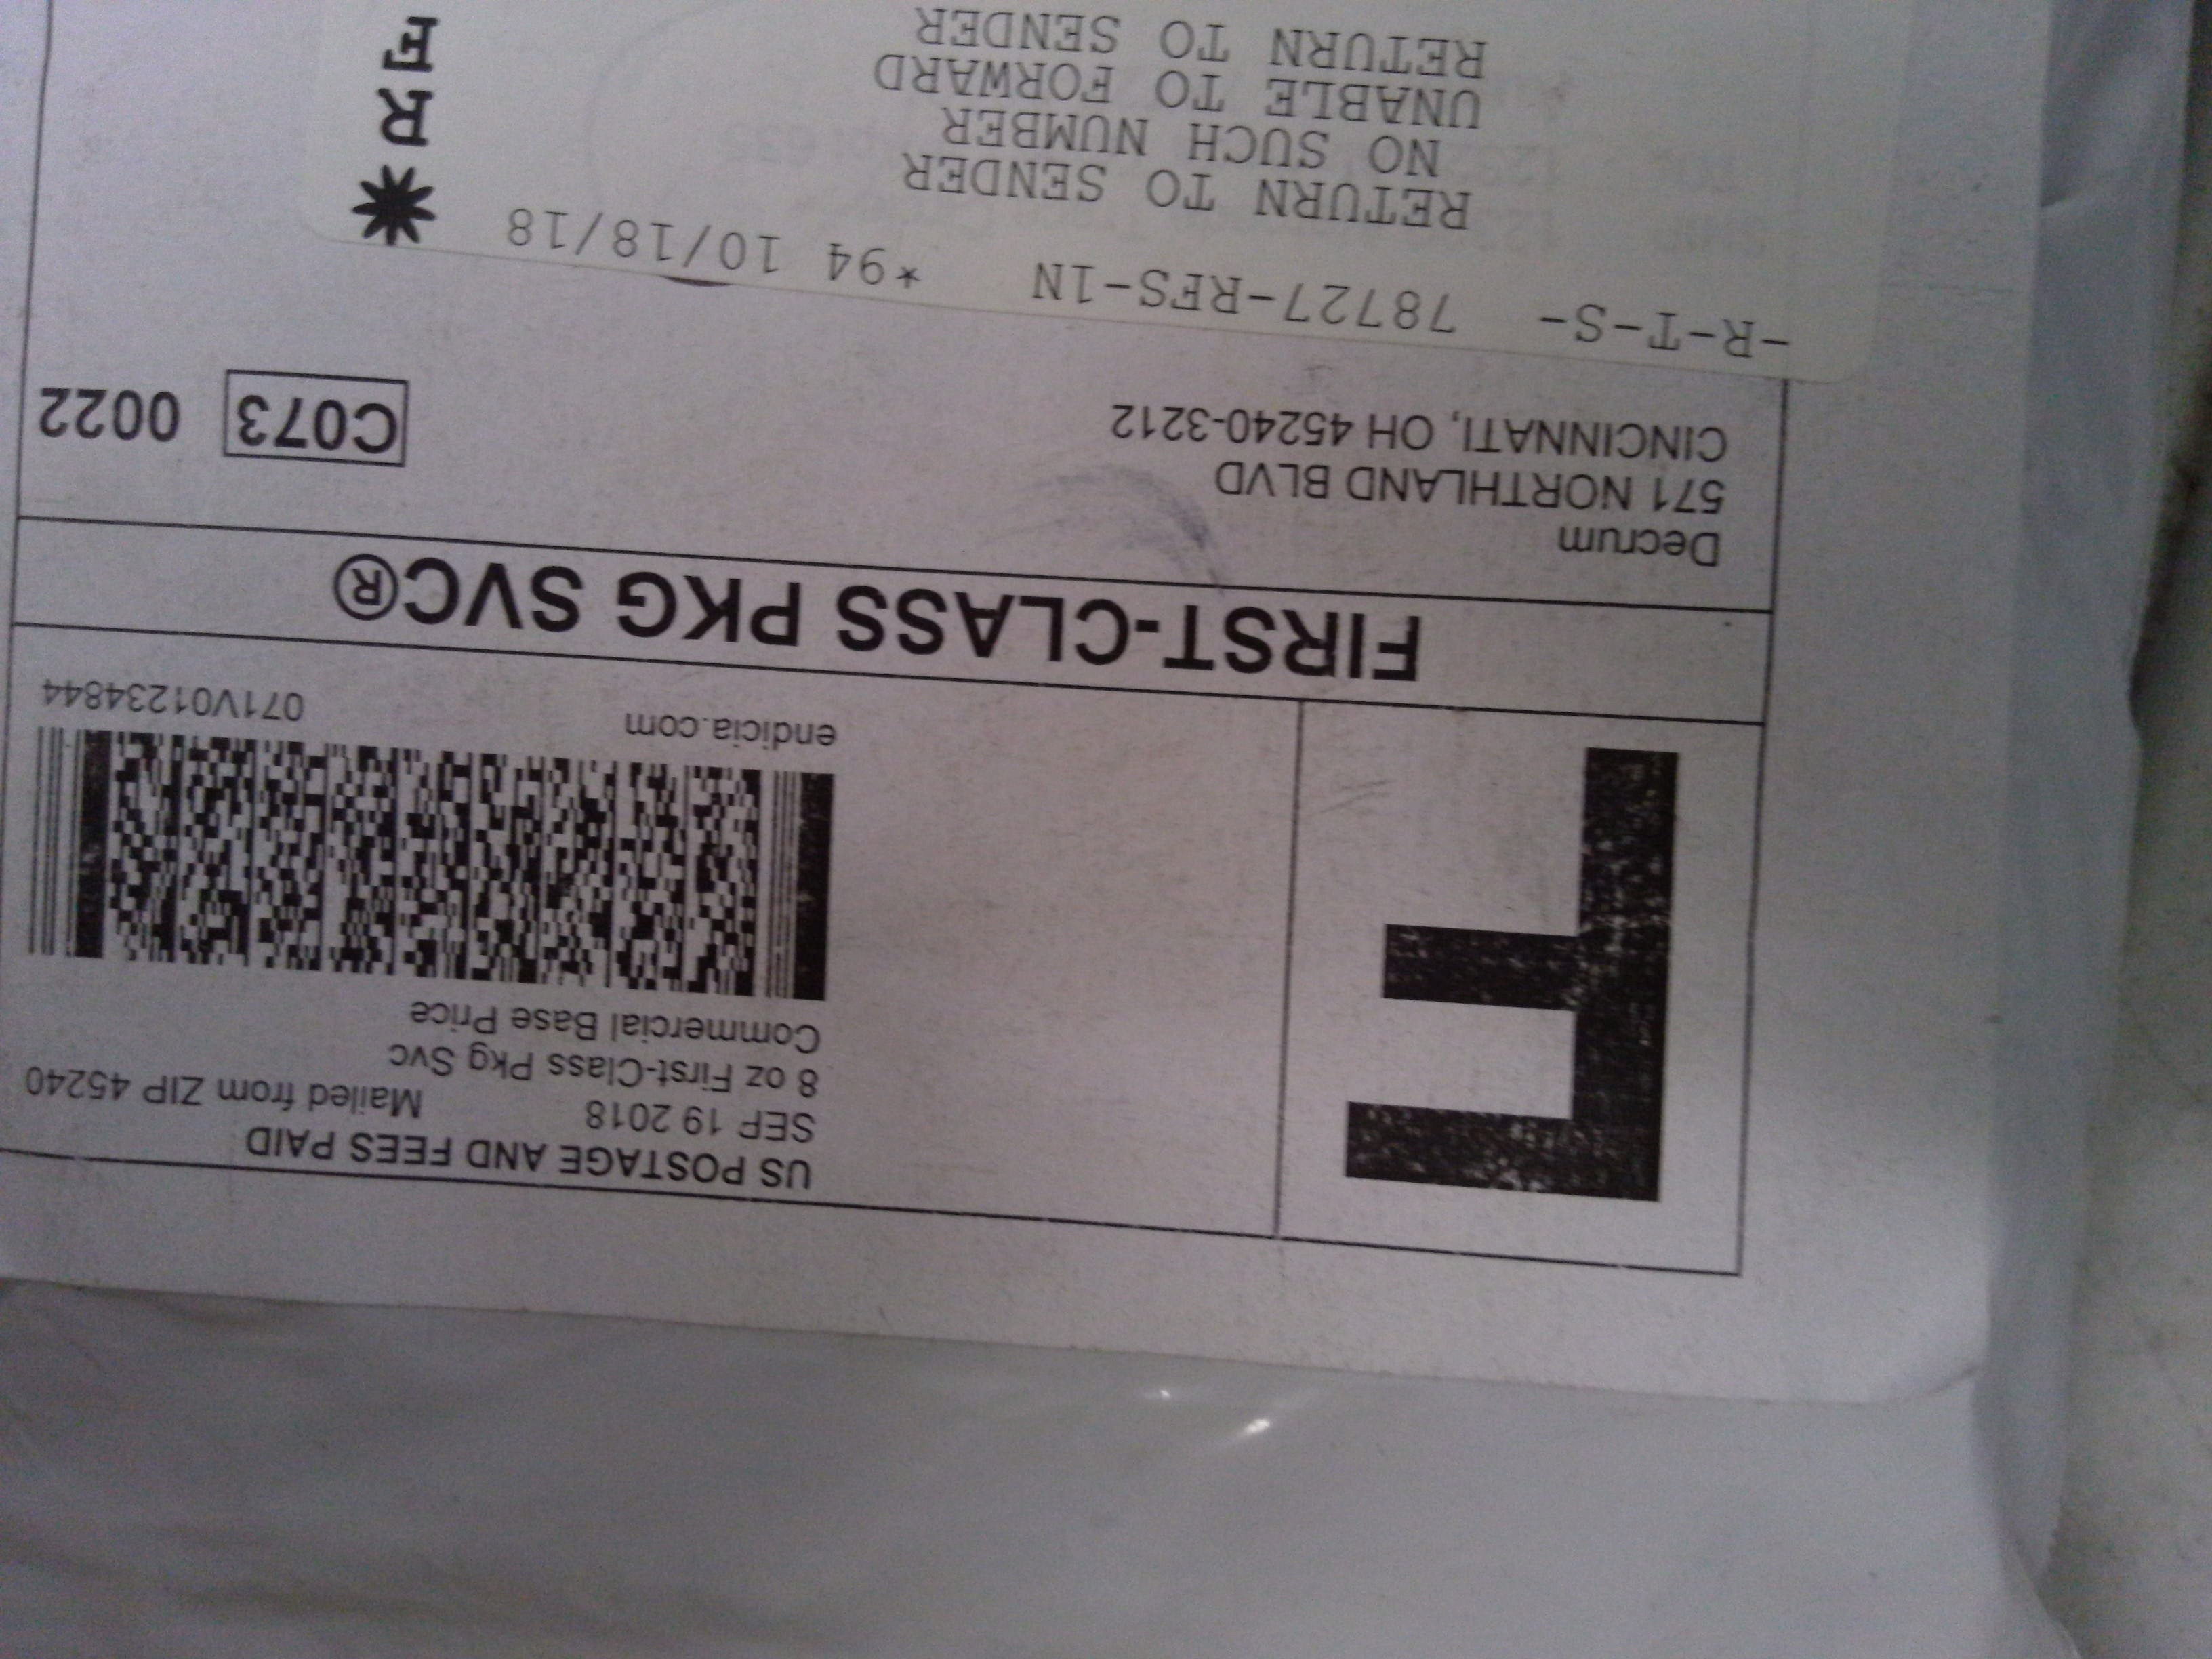 F
US POSTAGE AND FEES PAID
SEP 19 2018 Mailed from ZIP 45240
8 oz First-Class Pkg Svc
Commercial Base Price
endicia.com 071V01234844
FIRST-CLASS PKG SVC®
Decrum
571 NORTHLAND BLVD
CINCINNATI, OH 45240-3212
C073 0022
-R-T-S- 78727-RFS-1N *94 10/18/18
RETURN TO SENDER
NO SUCH NUMBER
UNABLE TO FORWARD
RETURN TO SENDER